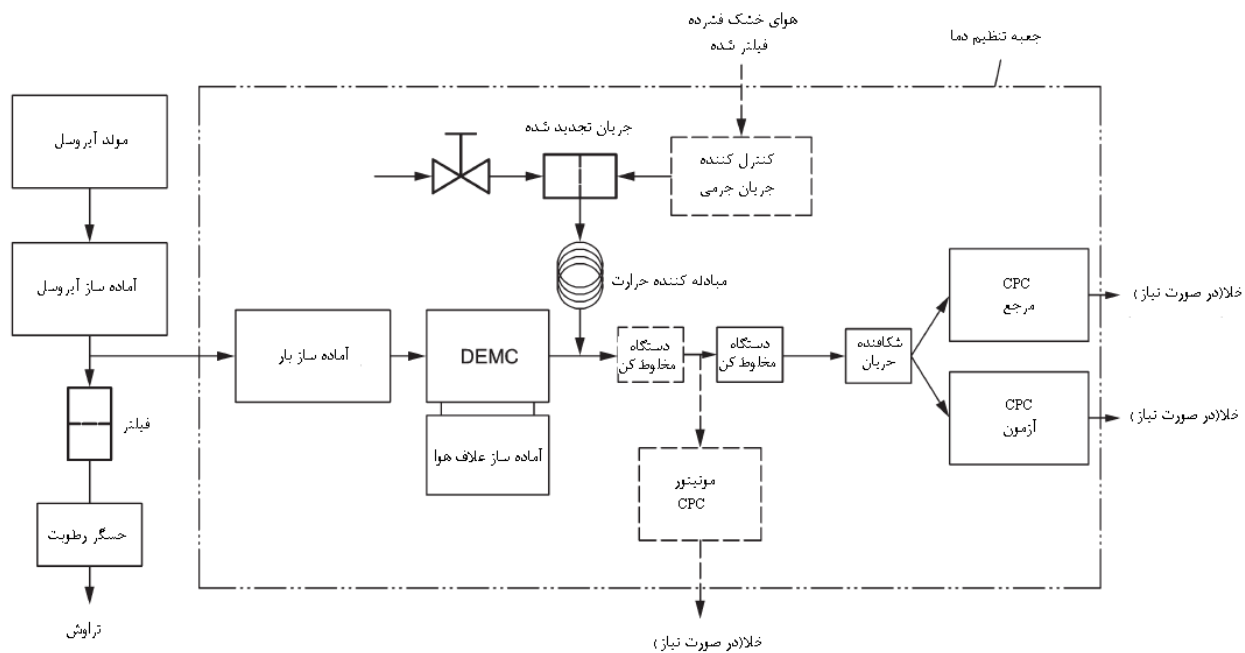 هوای خشک فشرده
فیلتر شده
جعبه تنظیم دما
مولد آیروسل
جریان تجدید شده
کنترل کننده
جریان جرمی
آماده ساز آیروسل
مبادله کننده حرارت
CPC
مرجع
خلا(در صورت نیاز)
آماده ساز بار
DEMC
دستگاه
مخلوط کن
دستگاه
مخلوط کن
شکافنده
جریان
فیلتر
آماده ساز غلاف هوا
CPC
آزمون
خلا(در صورت نیاز)
مونیتور
CPC
حسگر رطوبت
تراوش
خلا(در صورت نیاز)